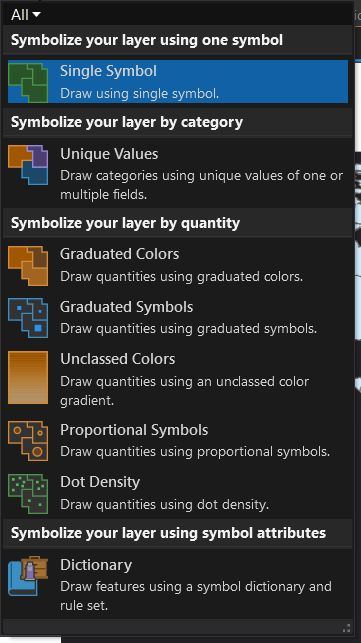 All
Symbolize your layer using one symbol
Single Symbol
Draw using single symbol.
Symbolize your layer by category
Unique Values
Draw categories using unique values of one or
multiple fields.
Symbolize your layer by quantity
Graduated Colors
Draw quantities using graduated colors.
Graduated Symbols
Draw quantities using graduated symbols.
Unclassed Colors
Draw quantities using an unclassed color
gradient.
Proportional Symbols
Draw quantities using proportional symbols.
Dot Density
Draw quantities using dot density.
Symbolize your layer using symbol attributes
Dictionary
Draw features using a symbol dictionary and
rule set.